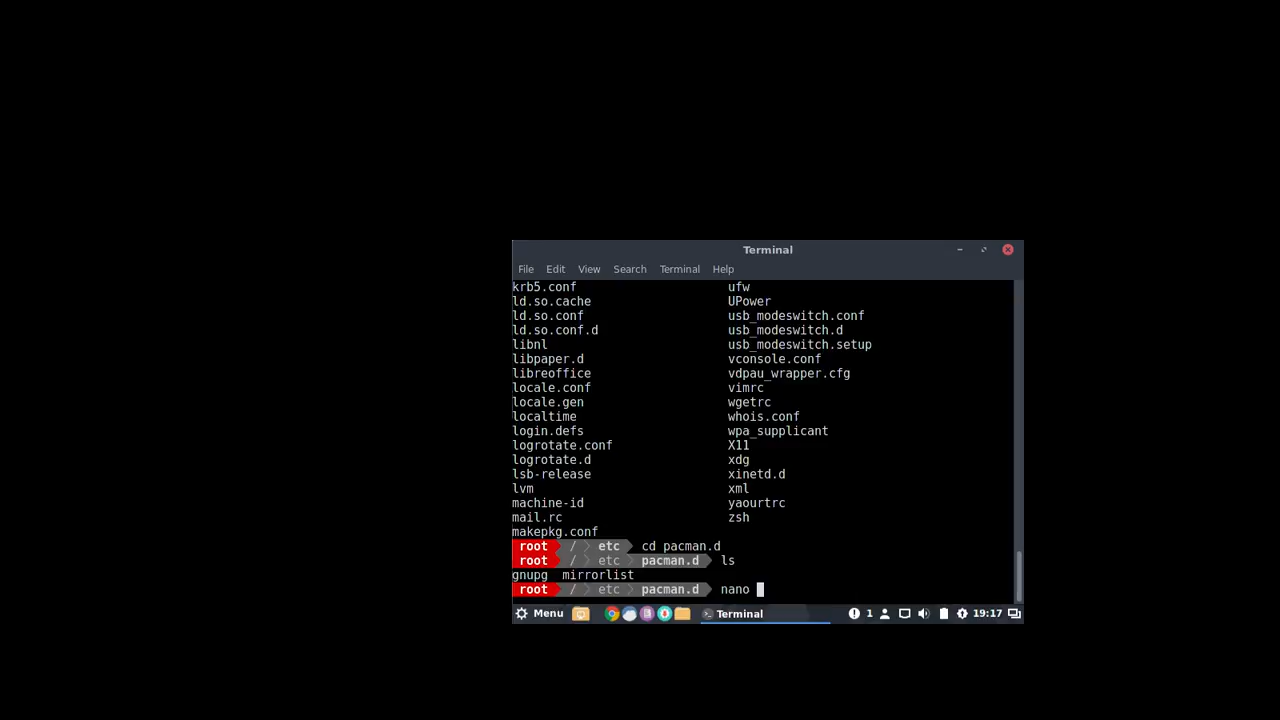 Terminal
File Edit View Search Terminal Help
krb5.conf ufw
ld.so.cache UPower
ld.so.conf usb_modeswitch.conf
ld.so.conf.d usb_modeswitch.d
libnl usb_modeswitch.setup
libpaper.d vconsole.conf
libreoffice vdpau_wrapper.cfg
locale.conf vimrc
locale.gen wgetrc
localtime whois.conf
login.defs wpa_supplicant
logrotate.conf X11
logrotate.d xdg
lsb-release xinetd.d
lvm xml
machine-id yaourtrc
mail.rc zsh
makepkg.conf
root / etc cd pacman.d
root / etc pacman.d ls
gnupg mirrorlist
root / etc pacman.d nano
Menu Terminal 1 19:17